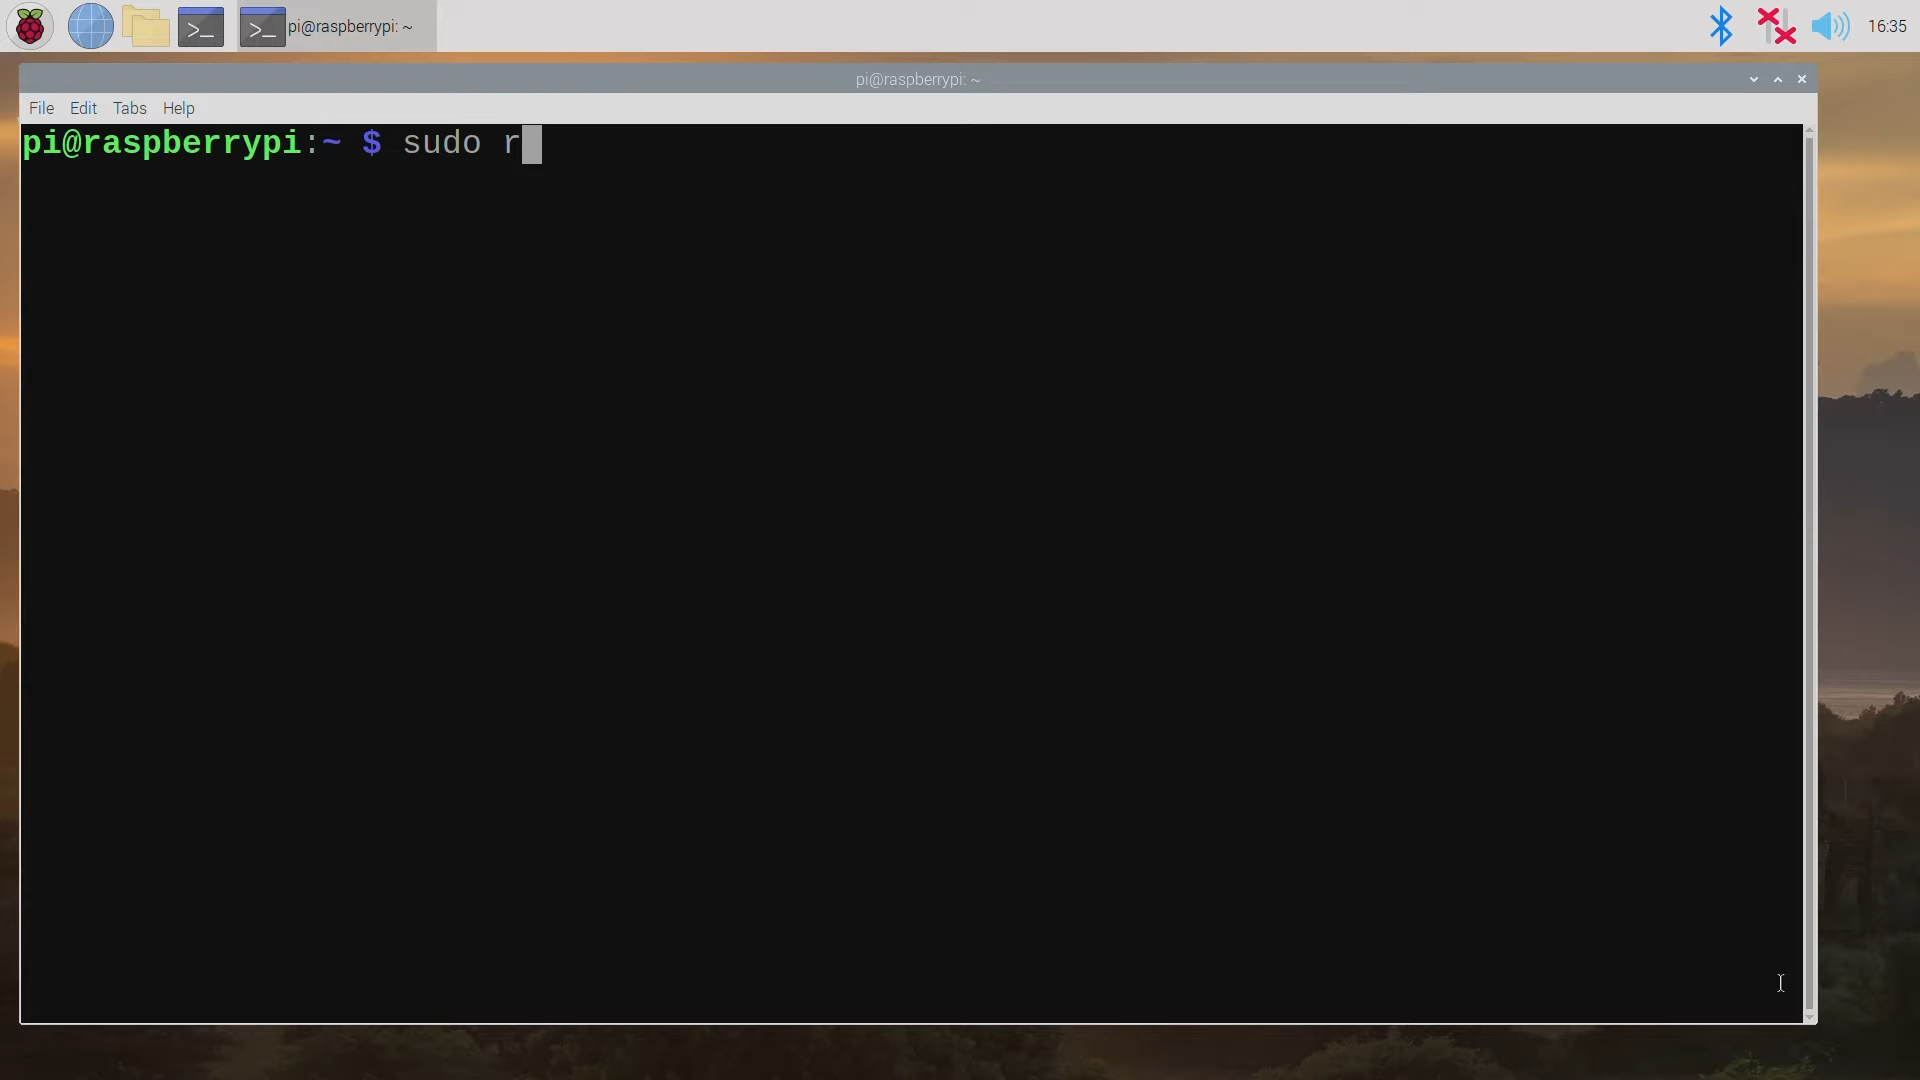 pi@raspberrypi: ~
16:35
pi@raspberrypi: ~
File Edit Tabs Help
pi@raspberrypi:~ $ sudo r